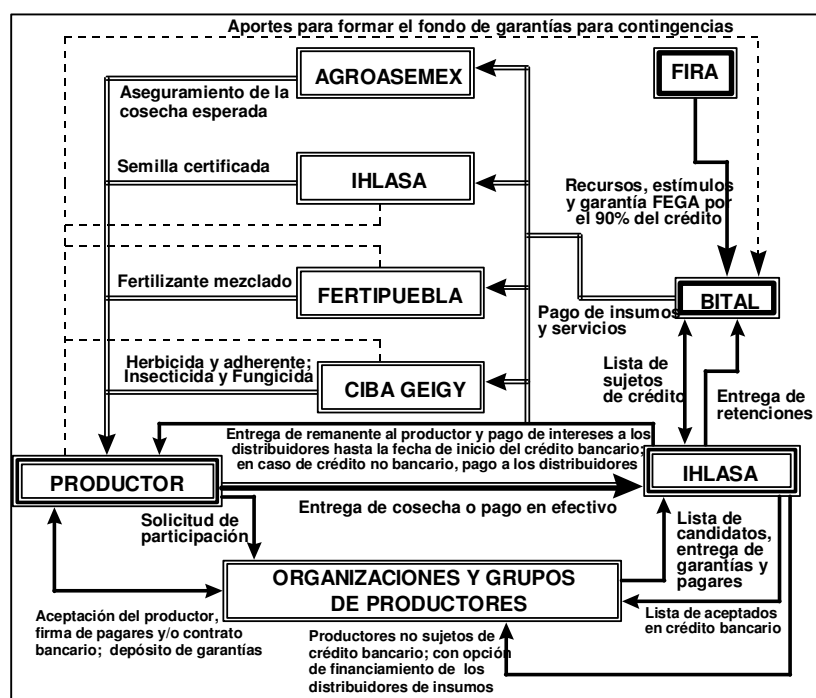 Aportes para formar el fondo de garantías para contingencias
AGROASEMEX
FIRA
Aseguramiento de la
cosecha esperada
Semilla certificada
IHLASA
Recursos, estímulos
y garantía FEGA por
el 90% del crédito
Fertilizante mezclado
FERTIPUEBLA
BITAL
Pago de insumos
y servicios
Herbicida y adherente;
Insecticida y Fungicida
CIBA GEIGY
Lista de
sujetos
de crédito
Entrega de
retenciones
Entrega de remanente al productor y pago de intereses a los
distribuidores hasta la fecha de inicio del crédito bancario;
en caso de crédito no bancario, pago a los distribuidores
PRODUCTOR
IHLASA
Entrega de cosecha o pago en efectivo
Solicitud de
participación
Lista de
candidatos,
entrega de
garantías y
pagares
ORGANIZACIONES Y GRUPOS
DE PRODUCTORES
Aceptación del productor,
firma de pagares y/o contrato
bancario; depósito de garantías
Lista de aceptados
en crédito bancario
Productores no sujetos de
crédito bancario; con opción
de financiamiento de los
distribuidores de insumos